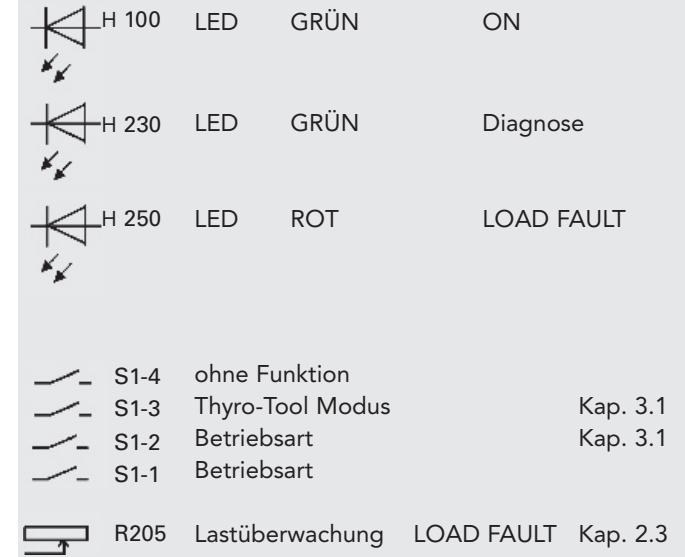 H 100 LED GRÜN ON
H 230 LED GRÜN Diagnose
H 250 LED ROT LOAD FAULT
S1-4 ohne Funktion
S1-3 Thyro-Tool Modus Kap. 3.1
S1-2 Betriebsart Kap. 3.1
S1-1 Betriebsart
R205 Lastüberwachung LOAD FAULT Kap. 2.3